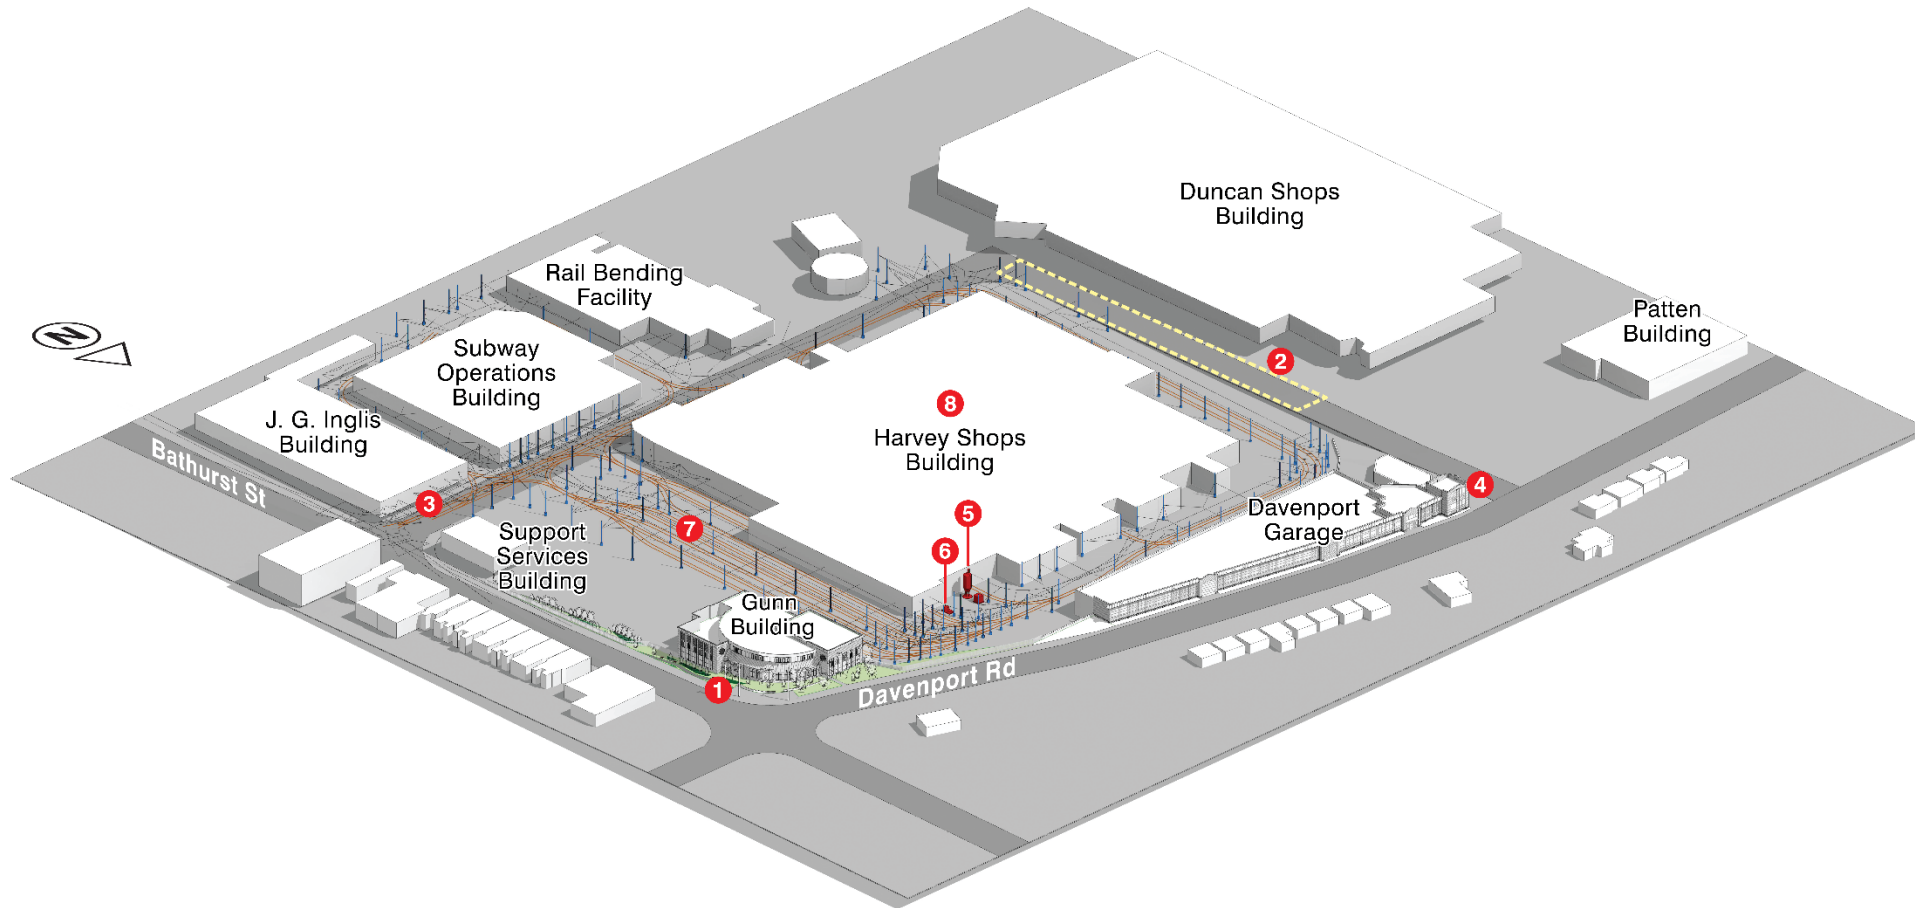 Duncan Shops
Building
Rail Bending
Facility
Patten
Building
N
Subway
Operations
Building
2
J. G. Inglis
Building
8
Harvey Shops
Building
Bathurst St
3
4
5
Davenport
Garage
7
6
Support
Services
Building
Gunn
Building
1
Davenport Rd